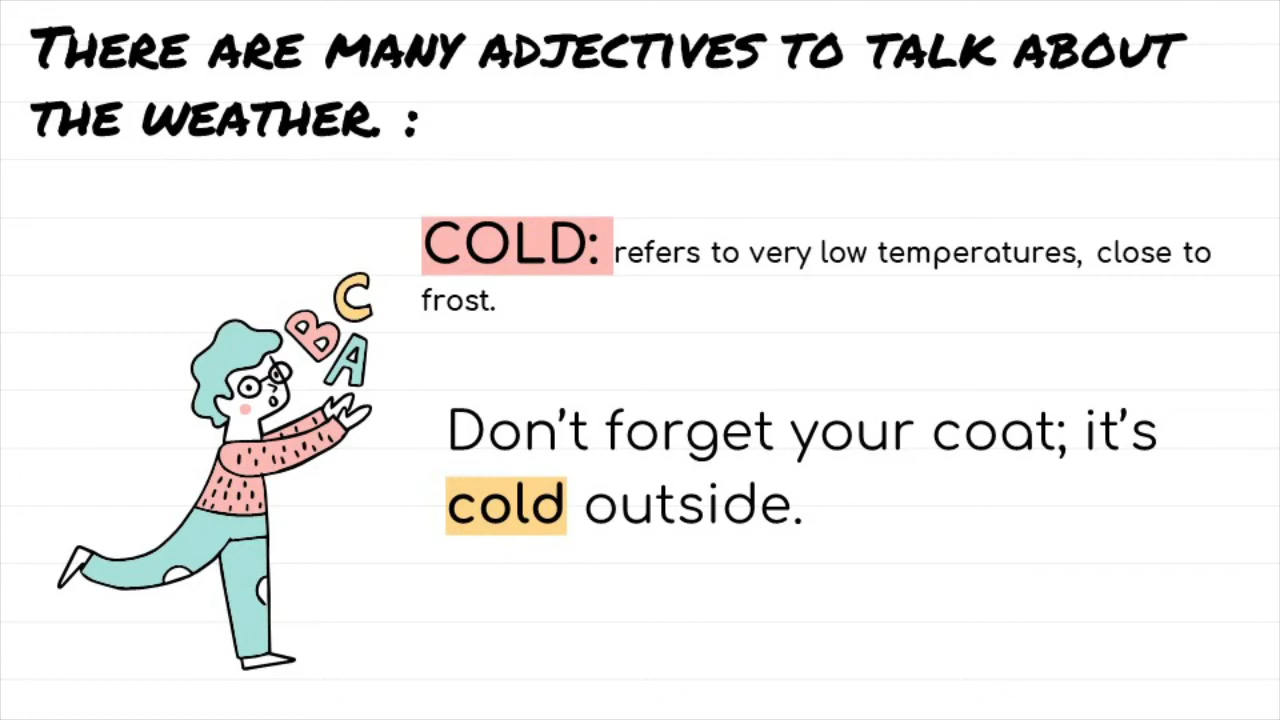 THERE ARE MANY ADJECTIVES TO TALK ABOUT
THE WEATHER. :
COLD: refers to very low temperatures, close to
frost.
B C
A
Don't forget your coat; it's
cold outside.